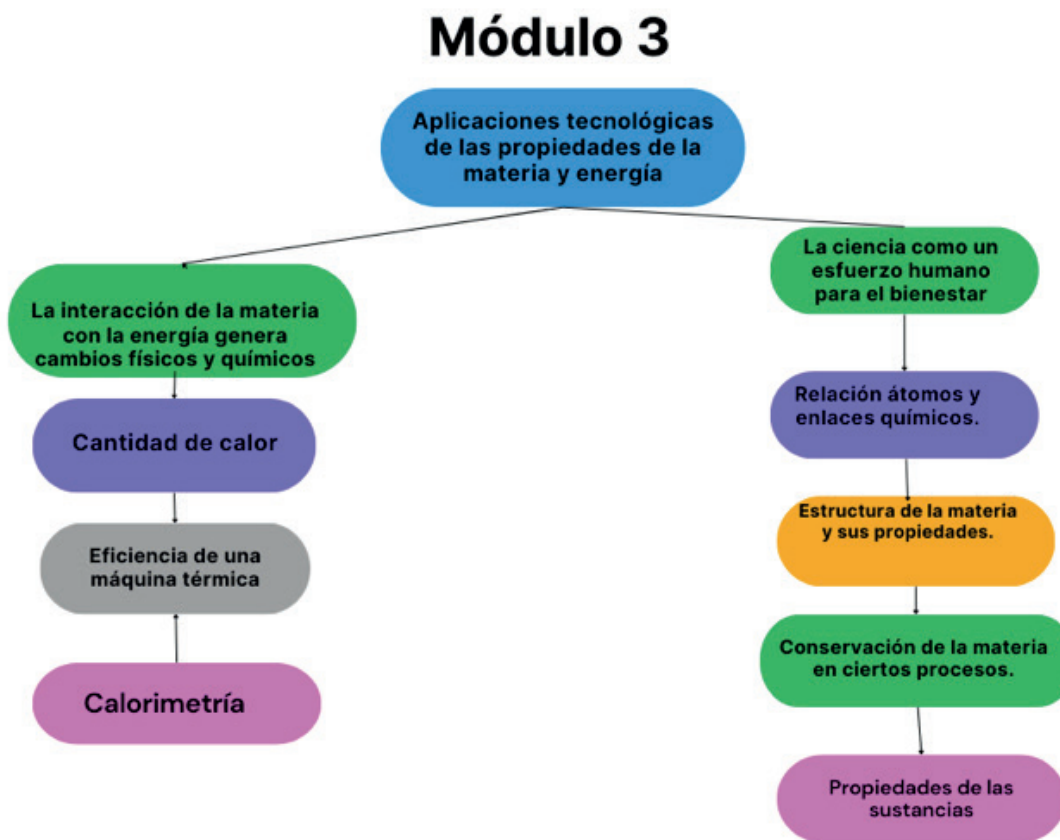 Módulo 3
Aplicaciones tecnológicas
de las propiedades de la
materia y energía
La interacción de la materia
con la energía genera
cambios físicos y químicos
Cantidad de calor
Eficiencia de una
máquina térmica
Calorimetría
La ciencia como un
esfuerzo humano
para el bienestar
Relación átomos y
enlaces químicos.
Estructura de la materia
y sus propiedades.
Conservación de la materia
en ciertos procesos.
Propiedades de las
sustancias